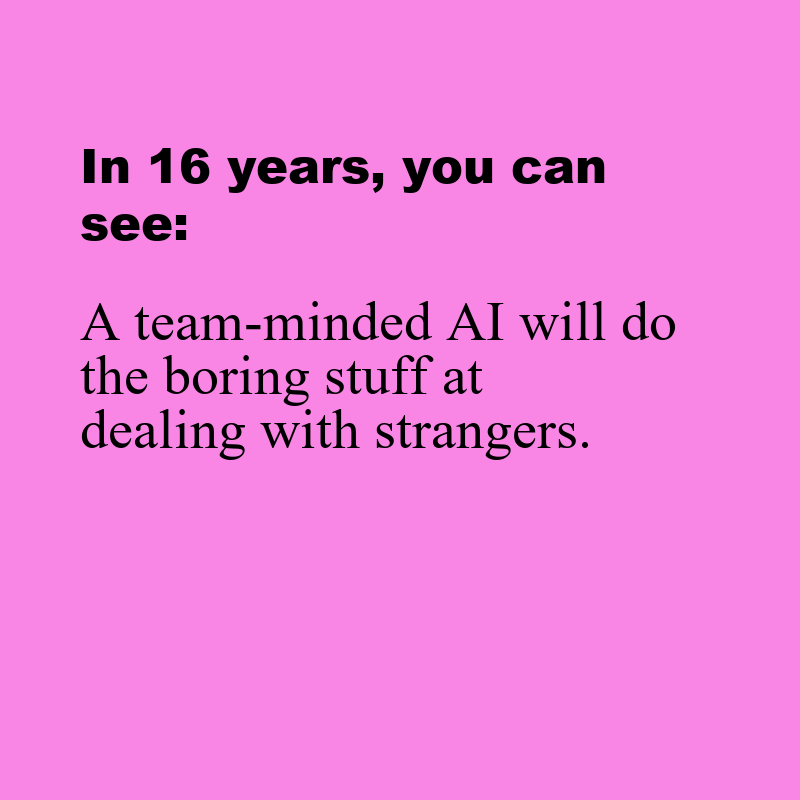 In 16 years, you can
see:
A team-minded AI will do
the boring stuff at
dealing with strangers.